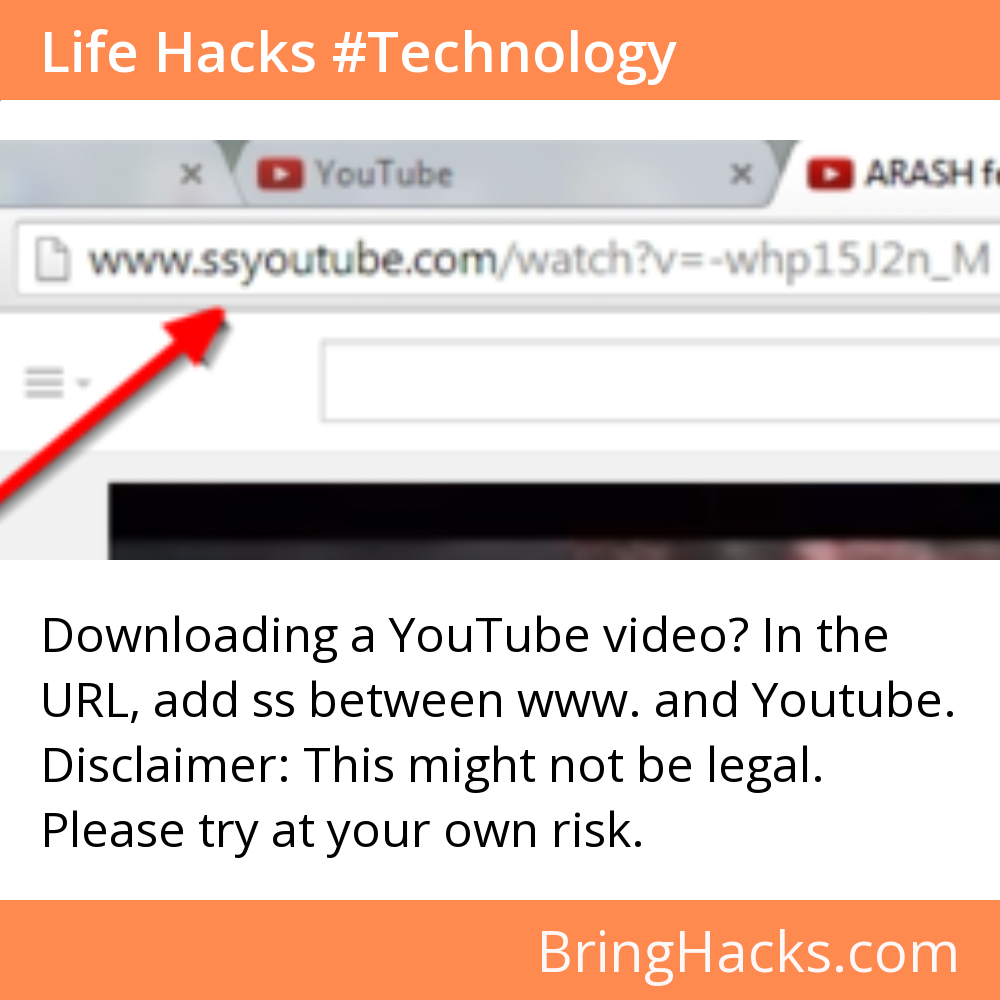 Life Hacks #Technology
YouTube
ARASH
www.ssyoutube.com/watch?v=-whp15J2n_M
Downloading a YouTube video? In the
URL, add ss between www. and Youtube.
Disclaimer: This might not be legal.
Please try at your own risk.
BringHacks.com